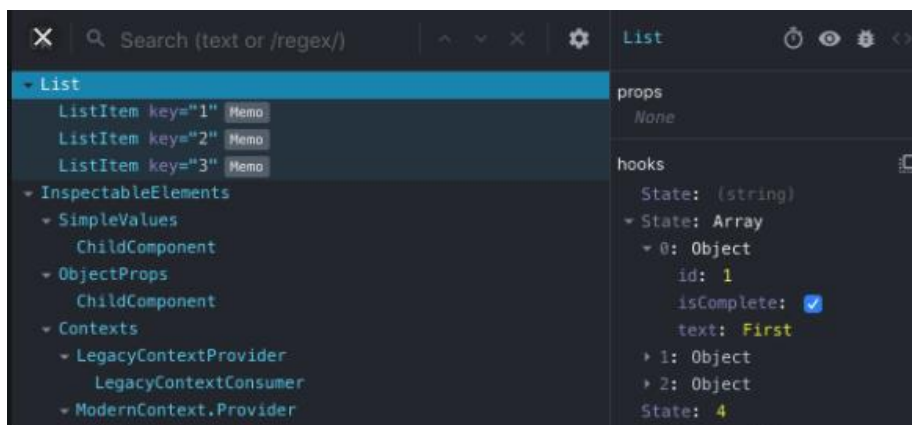 Search (text or /regex/)
List
ListItem key="1" Memo
ListItem key="2" Memo
ListItem key="3" Memo
InspectableElements
SimpleValues
ChildComponent
ObjectProps
ChildComponent
Contexts
LegacyContextProvider
LegacyContextConsumer
ModernContext.Provider
List
props
None
hooks
State: (string)
State: Array
0: Object
id: 1
isComplete:
text: First
1: Object
2: Object
State: 4